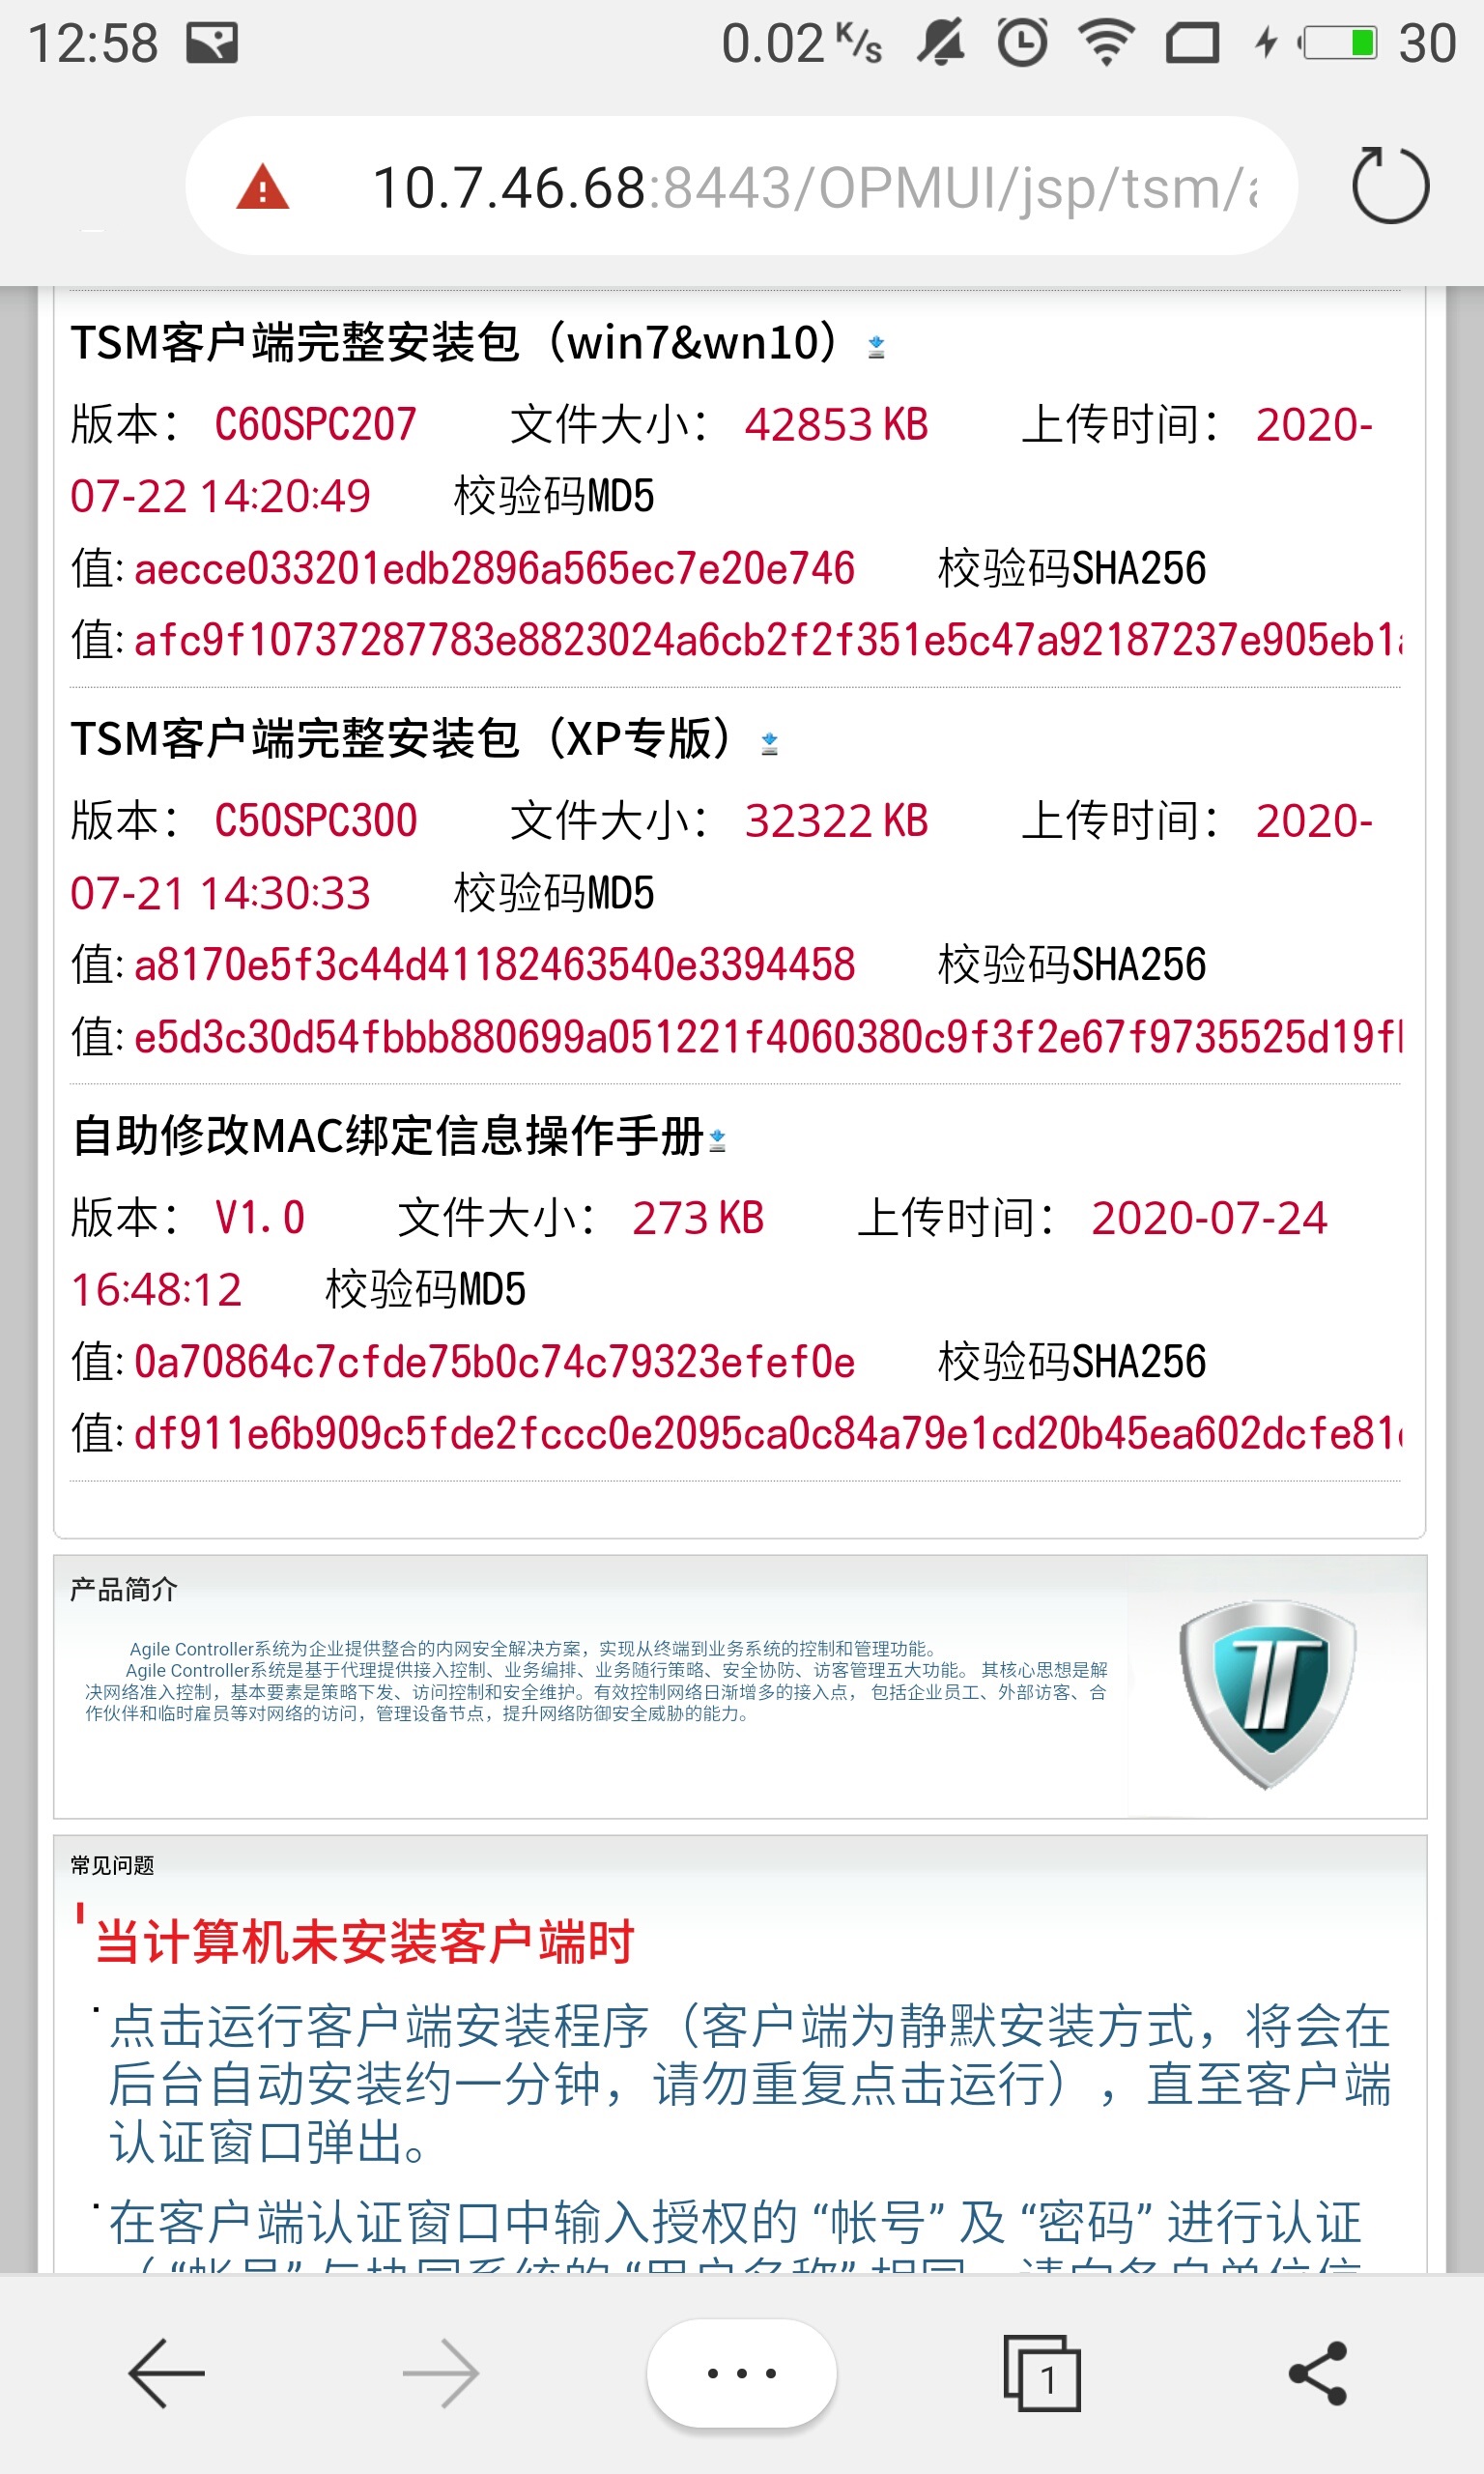 12:58 0.02 K/s 30
10.7.46.68:8443/OPMUI/jsp/tsm/
TSM客户端完整安装包（win7&wn10）
版本： C60SPC207 文件大小： 42853 KB 上传时间： 2020-
07-22 14:20:49 校验码MD5
值: aecce033201edb2896a565ec7e20e746 校验码SHA256
值: afc9f10737287783e8823024a6cb2f2f351e5c47a92187237e905eb1a
TSM客户端完整安装包（XP专版）
版本： C50SPC300 文件大小： 32322 KB 上传时间： 2020-
07-21 14:30:33 校验码MD5
值: a8170e5f3c44d41182463540e3394458 校验码SHA256
值: e5d3c30d54fbbb880699a051221f4060380c9f3f2e67f9735525d19f
自助修改MAC绑定信息操作手册
版本： V1.0 文件大小： 273 KB 上传时间： 2020-07-24
16:48:12 校验码MD5
值: 0a70864c7cfde75b0c74c79323efef0e 校验码SHA256
值: df911e6b909c5fde2fccc0e2095ca0c84a79e1cd20b45ea602dcfe81
产品简介
Agile Controller系统为企业提供整合的内网安全解决方案，实现从终端到业务系统的控制和管理功能。
Agile Controller系统是基于代理提供接入控制、业务编排、业务随行策略、安全协防、访客管理五大功能。 其核心思想是解
决网络准入控制，基本要素是策略下发、访问控制和安全维护。有效控制网络日渐增多的接入点， 包括企业员工、外部访客、合
作伙伴和临时雇员等对网络的访问，管理设备节点，提升网络防御安全威胁的能力。
常见问题
当计算机未安装客户端时
点击运行客户端安装程序（客户端为静默安装方式，将会在
后台自动安装约一分钟，请勿重复点击运行），直至客户端
认证窗口弹出。
在客户端认证窗口中输入授权的 “帐号” 及 “密码” 进行认证
（ “帐号” 与协同系统的 “用户名称” 相同，请向各自单位信
1